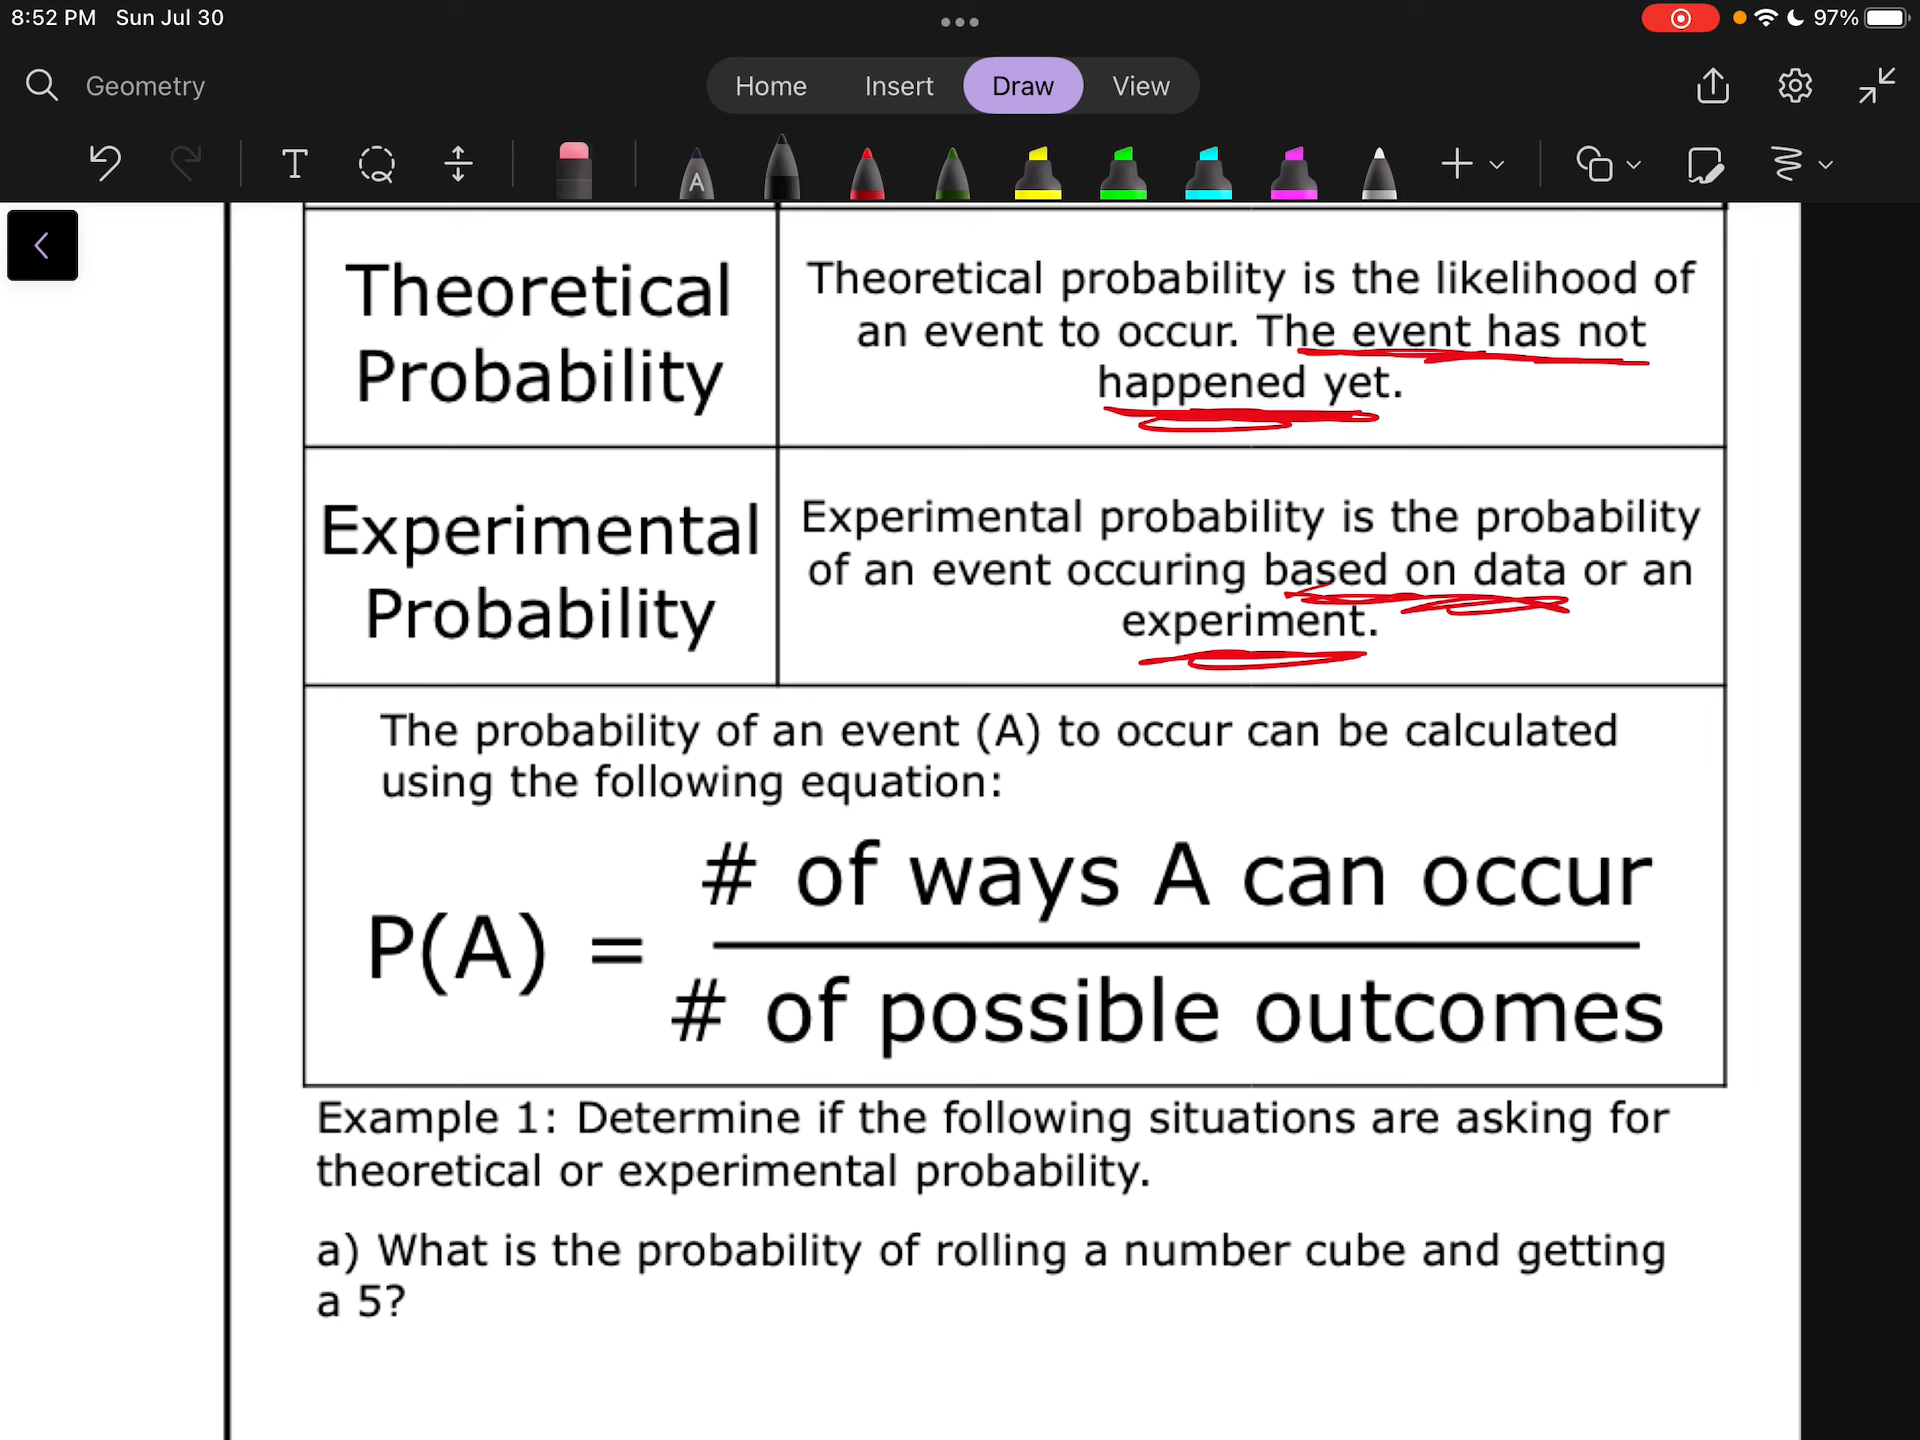 8:52 PM Sun Jul 30
97%
Geometry
Home Insert Draw View
T
A
Theoretical
Probability
Theoretical probability is the likelihood of
an event to occur. The event has not
happened yet.
Experimental
Probability
Experimental probability is the probability
of an event occuring based on data or an
experiment.
The probability of an event (A) to occur can be calculated
using the following equation:
# of ways A can occur
P(A) =
# of possible outcomes
Example 1: Determine if the following situations are asking for
theoretical or experimental probability.
a) What is the probability of rolling a number cube and getting
a 5?